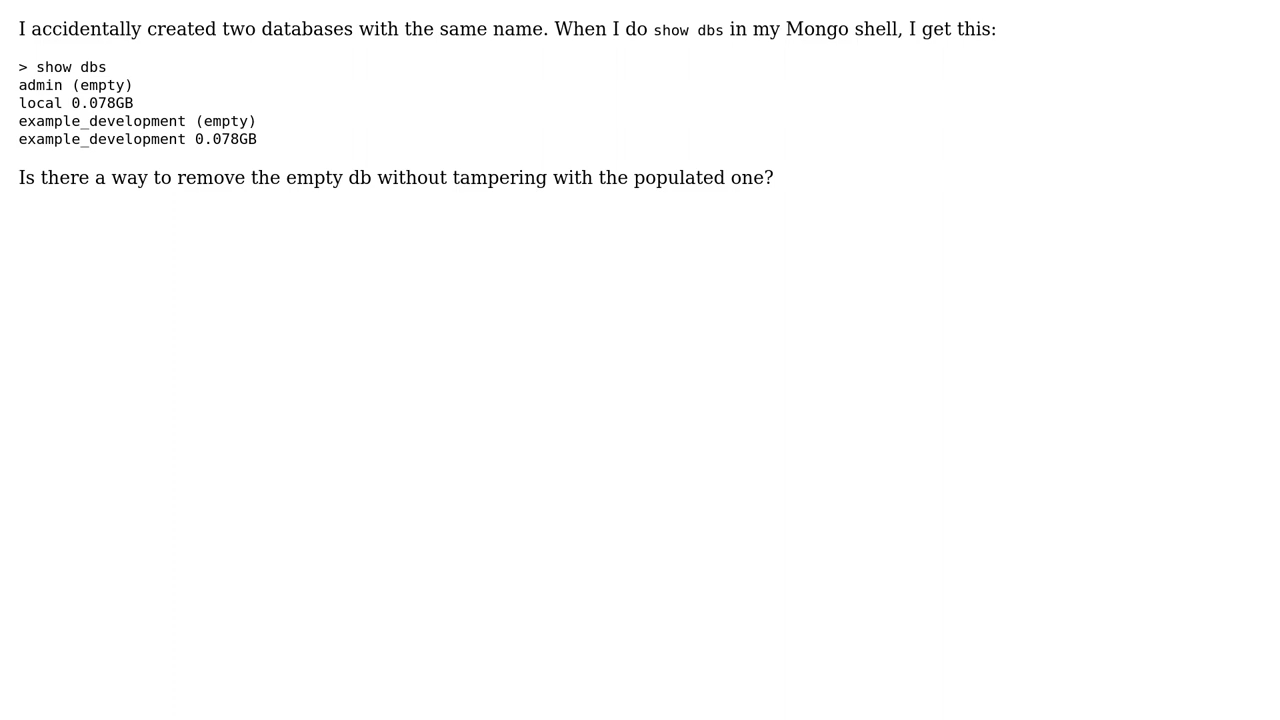 I accidentally created two databases with the same name. When I do show dbs in my Mongo shell, I get this:
> show dbs
admin (empty)
local 0.078GB
example_development (empty)
example_development 0.078GB
Is there a way to remove the empty db without tampering with the populated one?